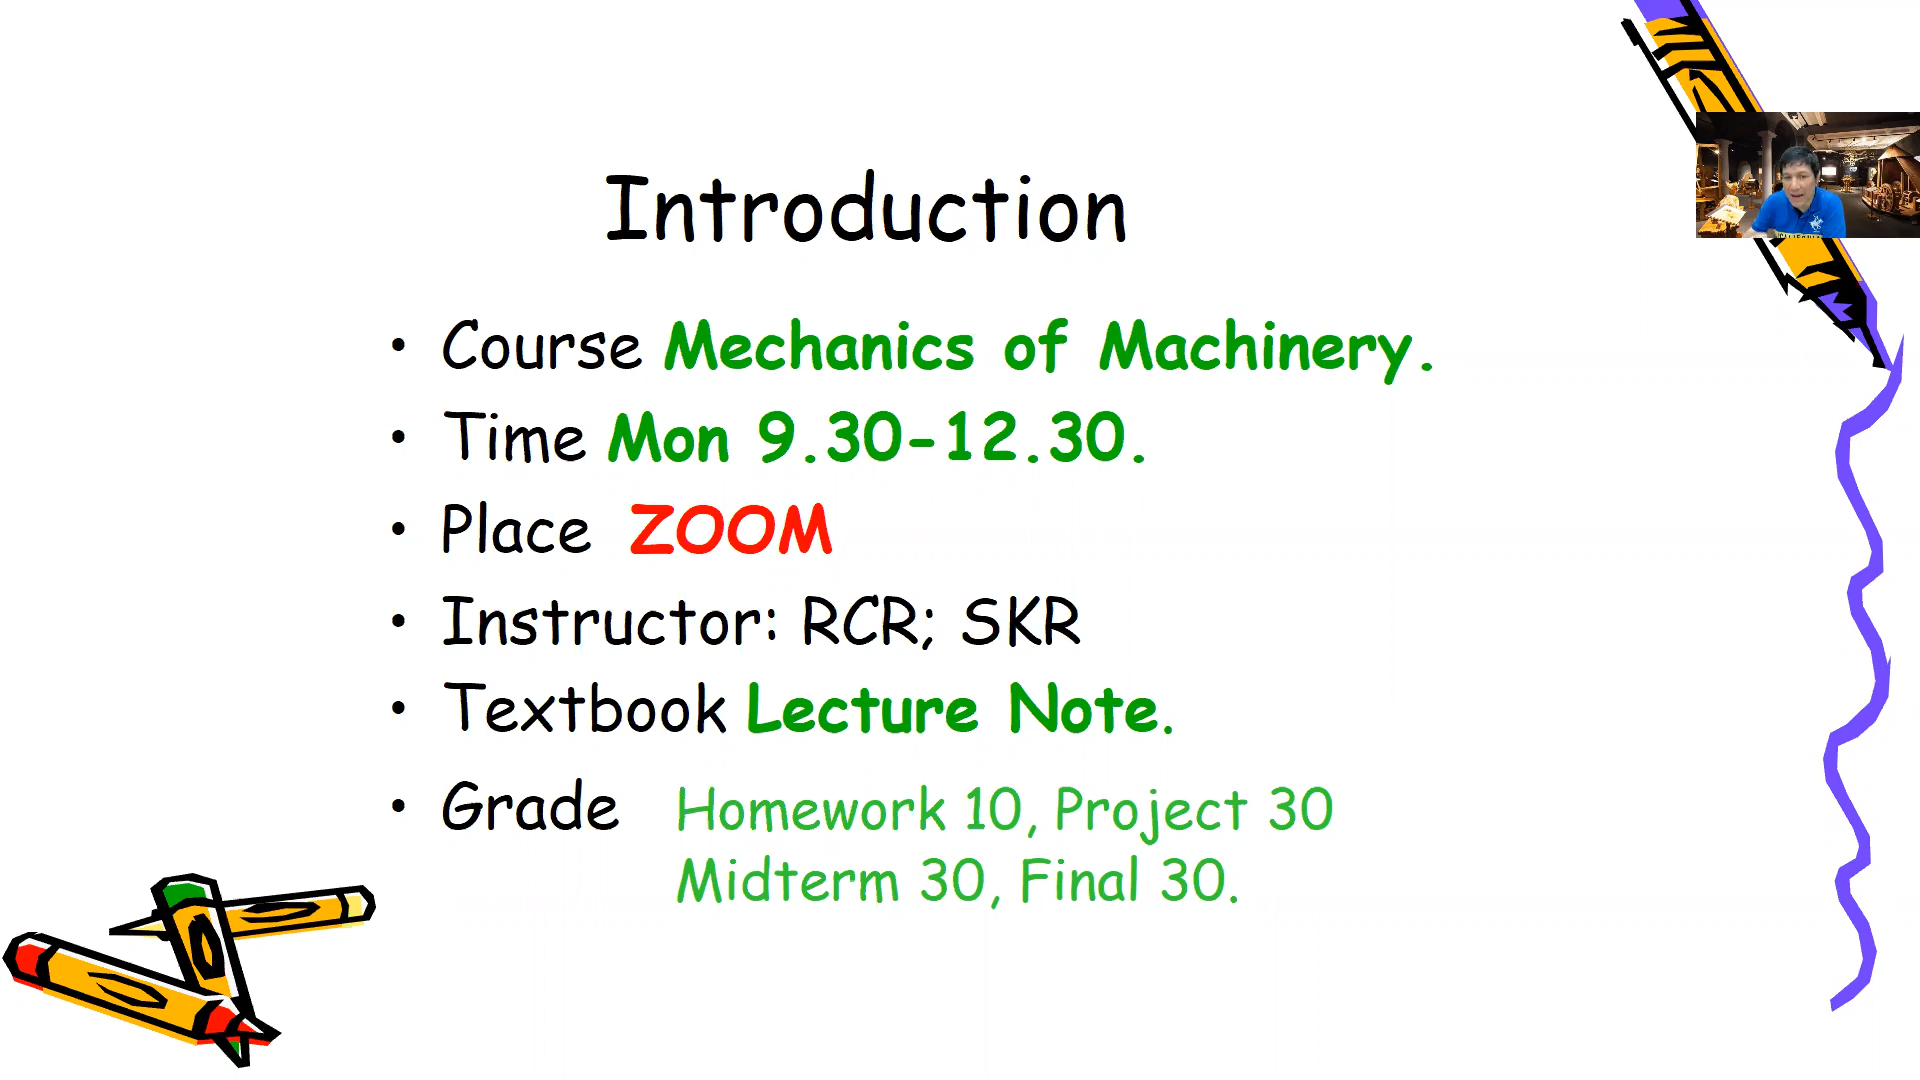 Introduction
• Course Mechanics of Machinery.
• Time Mon 9.30-12.30.
• Place ZOOM
• Instructor: RCR; SKR
• Textbook Lecture Note.
• Grade Homework 10, Project 30
Midterm 30, Final 30.